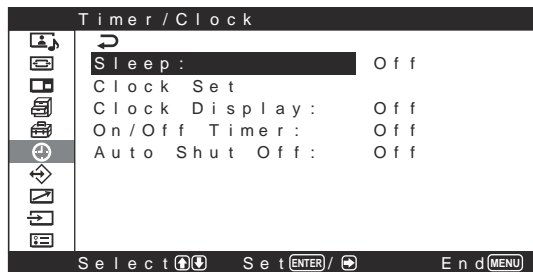 Timer/Clock
Sleep: Off
Clock Set
Clock Display: Off
On/Off Timer: Off
Auto Shut Off: Off
Select Set ENTER / End MENU